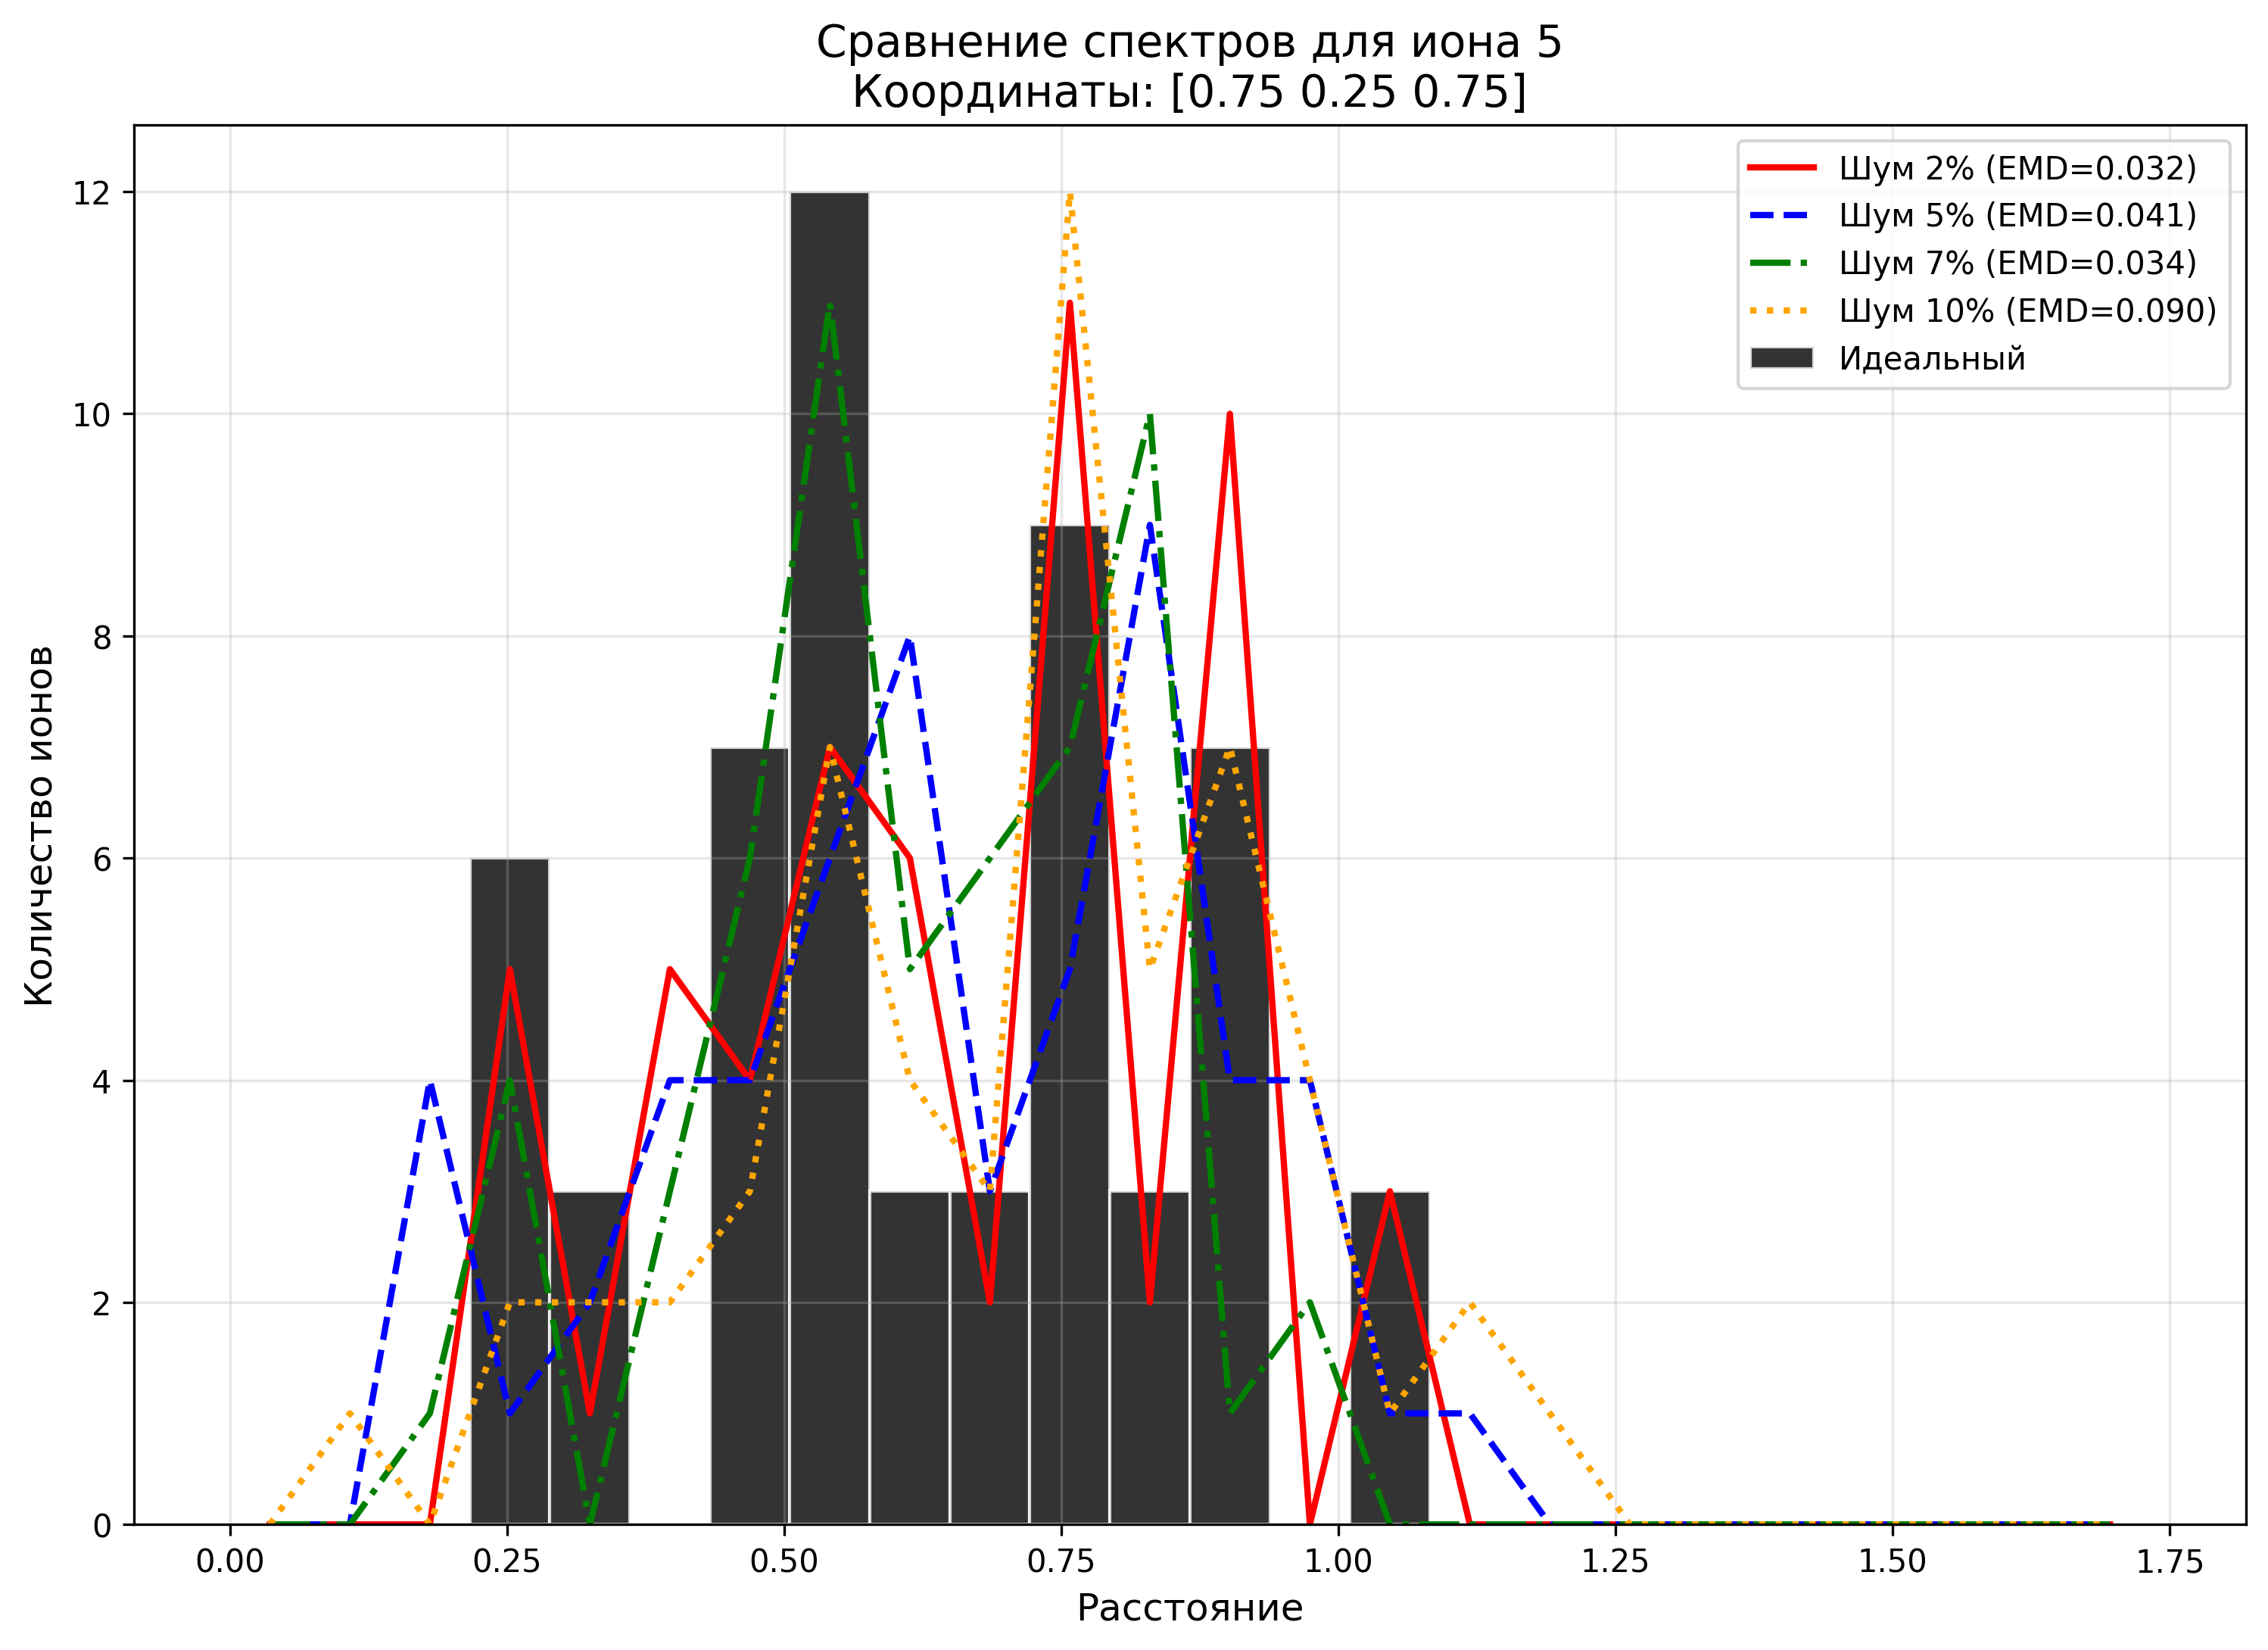 Сравнение спектров для иона 5
Координаты: [0.75 0.25 0.75]
Шум 2% (EMD=0.032)
Шум 5% (EMD=0.041)
Шум 7% (EMD=0.034)
Шум 10% (EMD=0.090)
Идеальный
Количество ионов
12
10
8
6
4
2
0
0.00 0.25 0.50 0.75 1.00 1.25 1.50 1.75
Расстояние